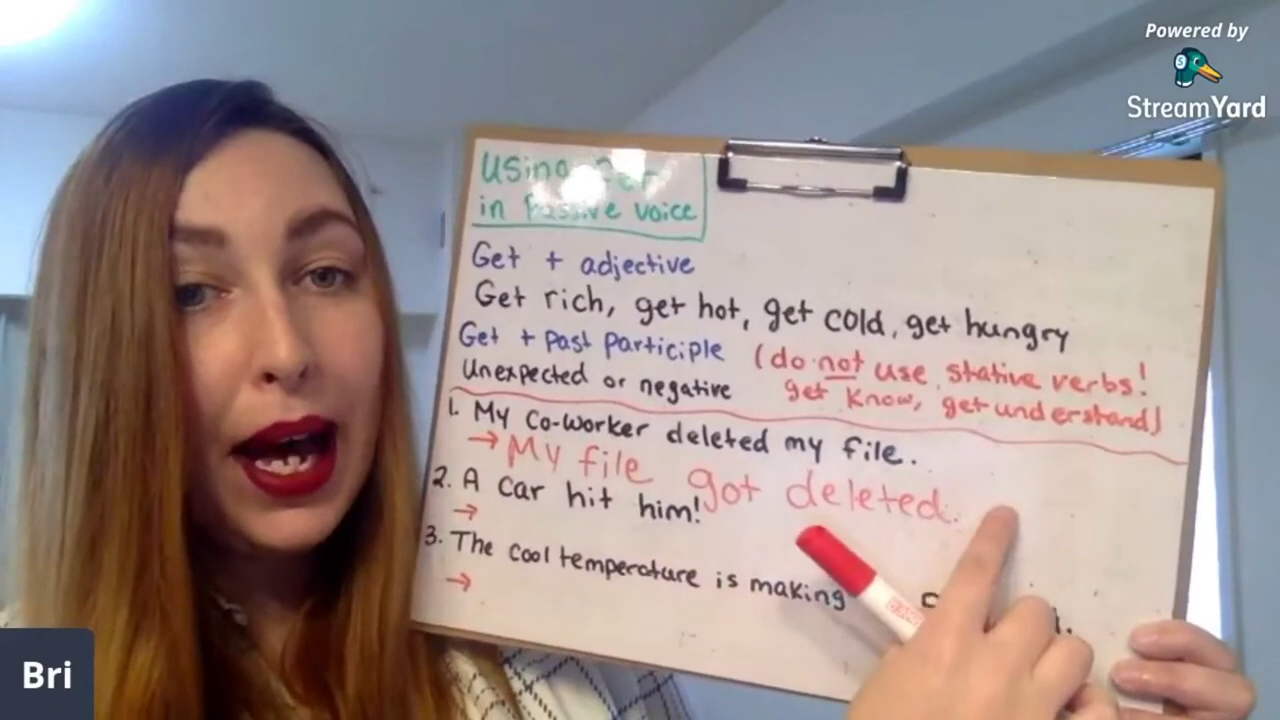 Powered by
StreamYard
Using
in Passive voice
Get + adjective
Get rich, get hot, get cold, get hungry
Get + past participle (do not use stative verbs!
Unexpected or negative get know, get understand)
1. My co-worker deleted my file.
→ My file got deleted.
2. A car hit him!
→
3. The cool temperature is making
→
Bri